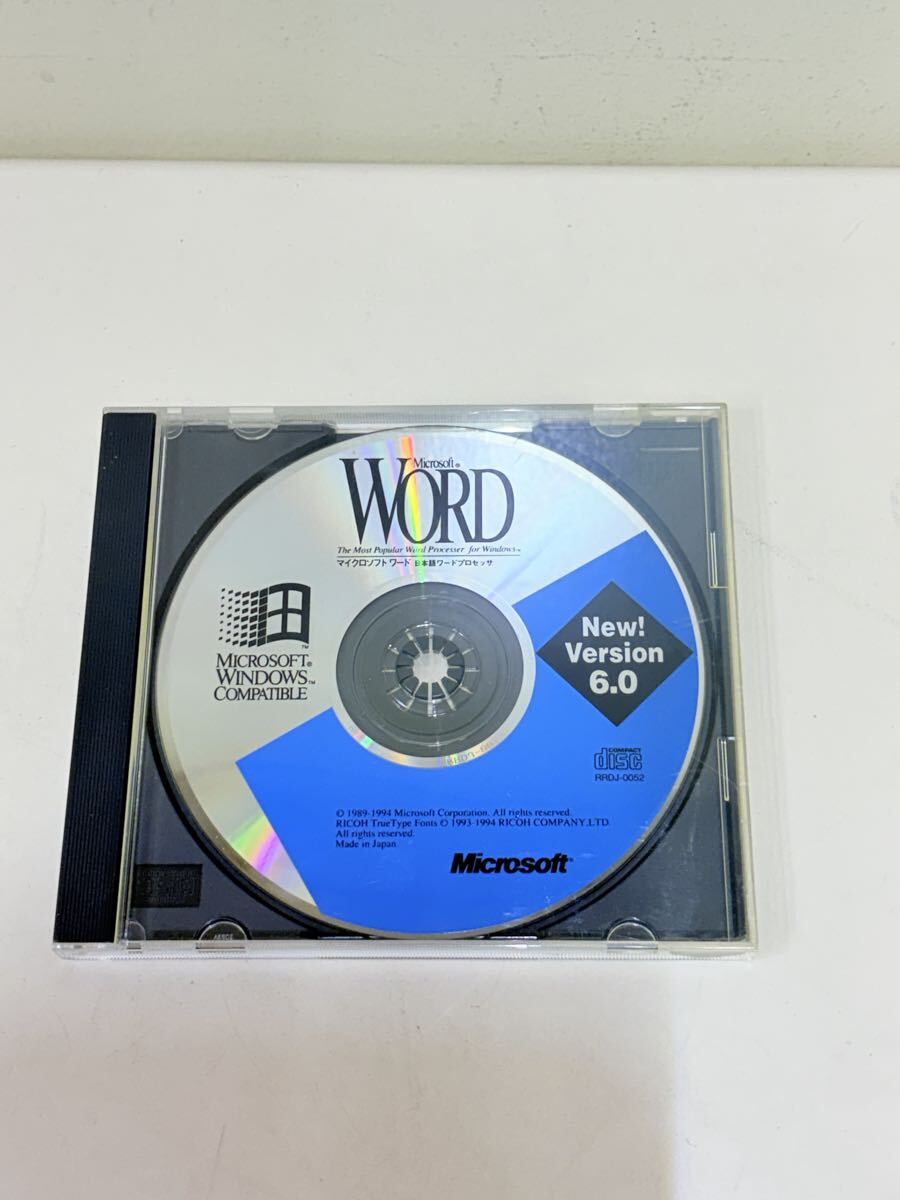 Microsoft®
WORD
The Most Popular Word Processer for Windows™
マイクロソフト ワード 日本語ワードプロセッサ
MICROSOFT®
WINDOWS™
COMPATIBLE
New!
Version
6.0
COMPACT
disc
RRDJ-0052
© 1989-1994 Microsoft Corporation. All rights reserved.
RICOH TrueType Fonts © 1993-1994 RICOH COMPANY,LTD.
All rights reserved.
Made in Japan
Microsoft®